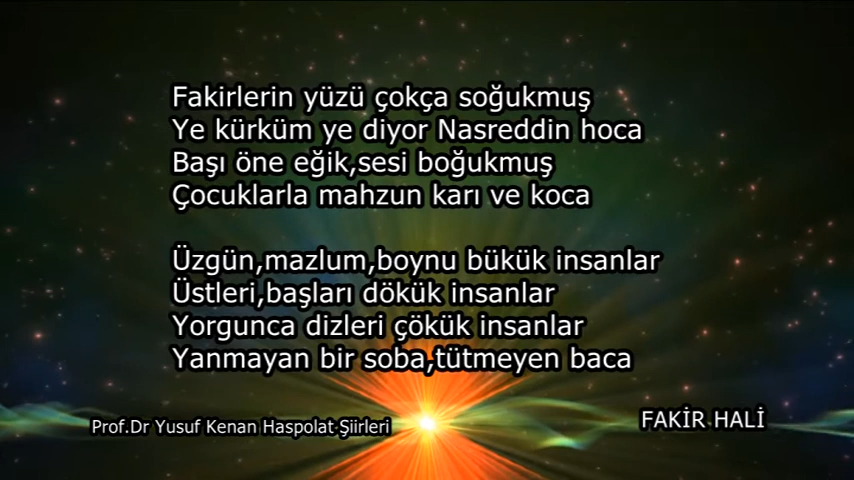 Fakirlerin yüzü çokça soğukmuş
Ye kürküm ye diyor Nasreddin hoca
Başı öne eğik,sesi boğukmuş
Çocuklarla mahzun karı ve koca
Üzgün,mazlum,boynu bükük insanlar
Üstleri,başları dökük insanlar
Yorgunca dizleri çökük insanlar
Yanmayan bir soba,tütmeyen baca
Prof.Dr Yusuf Kenan Haspolat Şiirleri
FAKİR HALİ